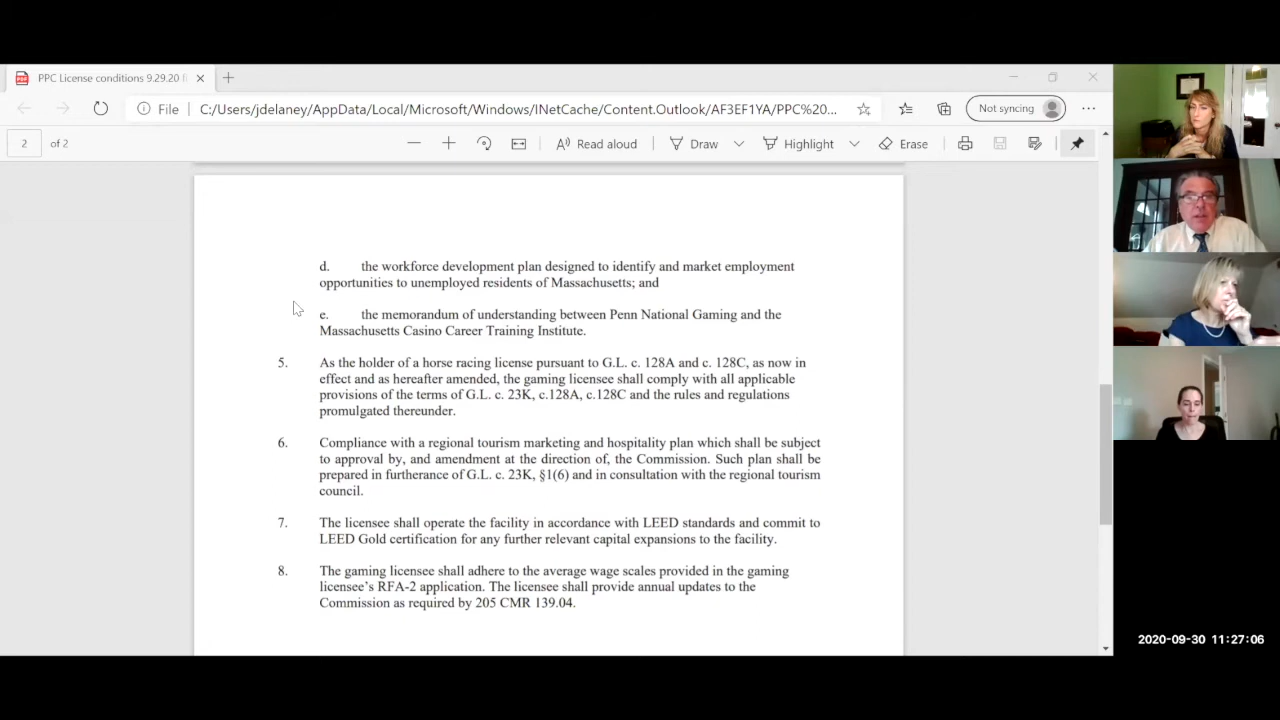 PPC License conditions 9.29.20 fi
File
C:/Users/jdelaney/AppData/Local/Microsoft/Windows/INetCache/Content.Outlook/AF3EF1YA/PPC%20...
Not syncing
2 of 2
Read aloud
Draw
Highlight
Erase
d. the workforce development plan designed to identify and market employment
opportunities to unemployed residents of Massachusetts; and
e. the memorandum of understanding between Penn National Gaming and the
Massachusetts Casino Career Training Institute.
5. As the holder of a horse racing license pursuant to G.L. c. 128A and c. 128C, as now in
effect and as hereafter amended, the gaming licensee shall comply with all applicable
provisions of the terms of G.L. c. 23K, c.128A, c.128C and the rules and regulations
promulgated thereunder.
6. Compliance with a regional tourism marketing and hospitality plan which shall be subject
to approval by, and amendment at the direction of, the Commission. Such plan shall be
prepared in furtherance of G.L. c. 23K, §1(6) and in consultation with the regional tourism
council.
7. The licensee shall operate the facility in accordance with LEED standards and commit to
LEED Gold certification for any further relevant capital expansions to the facility.
8. The gaming licensee shall adhere to the average wage scales provided in the gaming
licensee's RFA-2 application. The licensee shall provide annual updates to the
Commission as required by 205 CMR 139.04.
2020-09-30 11:27:06